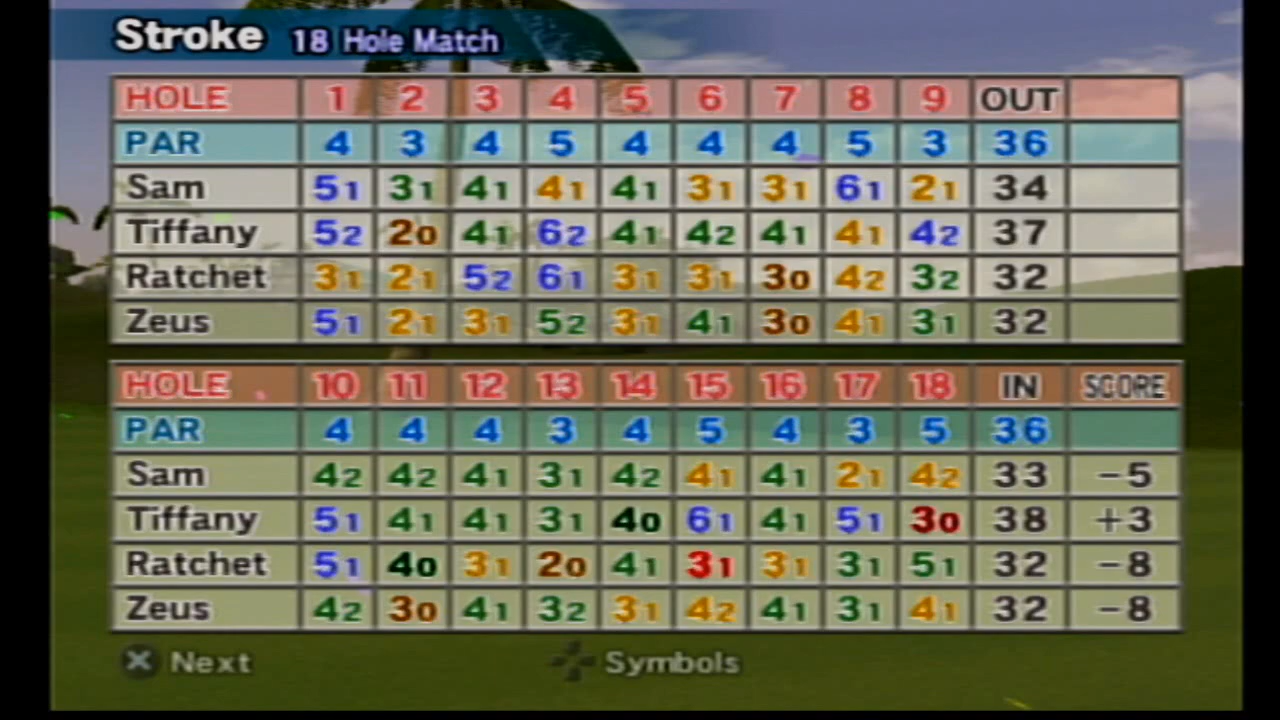 Stroke 18 Hole Match
HOLE 1 2 3 4 5 6 7 8 9 OUT
PAR 4 3 4 5 4 4 4 5 3 36
Sam 51 31 41 41 41 31 31 61 21 34
Tiffany 52 20 41 62 41 42 41 41 42 37
Ratchet 31 21 52 61 31 31 30 42 32 32
Zeus 51 21 31 52 31 41 30 41 31 32
HOLE 10 11 12 13 14 15 16 17 18 IN SCORE
PAR 4 4 4 3 4 5 4 3 5 36
Sam 42 42 41 31 42 41 41 21 42 33 -5
Tiffany 51 41 41 31 40 61 41 51 30 38 +3
Ratchet 51 40 31 20 41 31 31 31 51 32 -8
Zeus 42 30 41 32 31 42 41 31 41 32 -8
Next Symbols